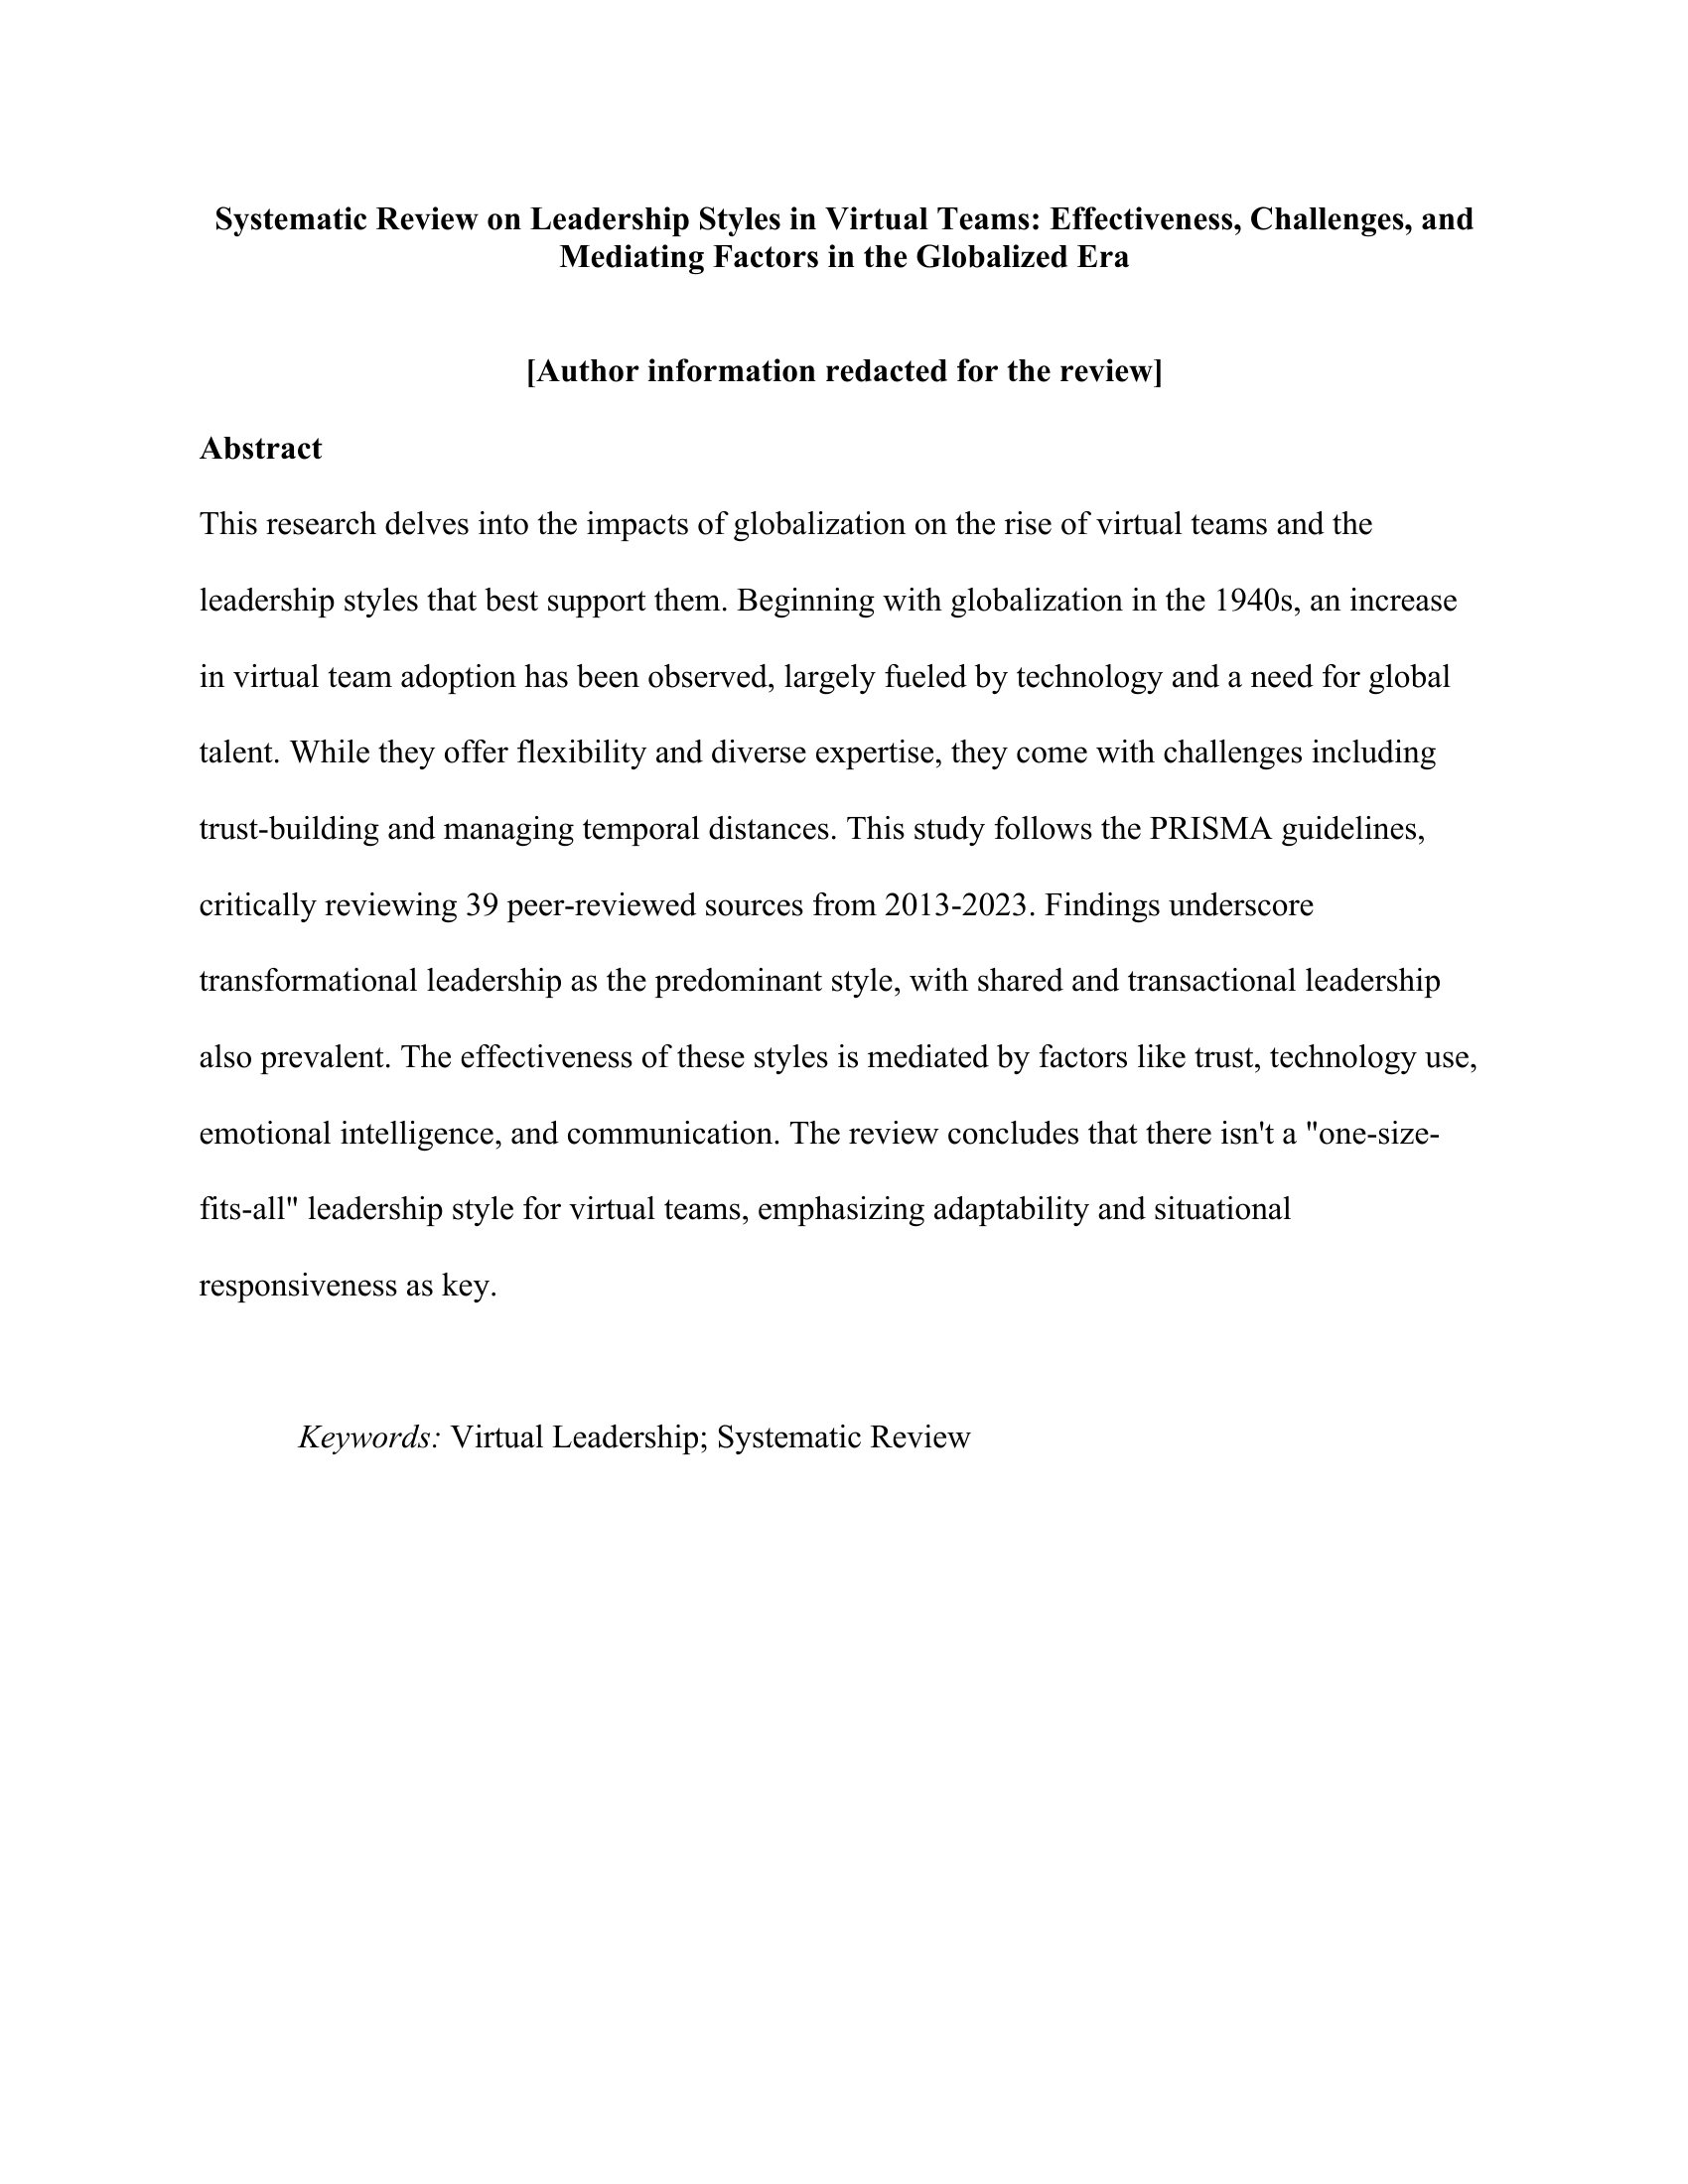 Systematic Review on Leadership Styles in Virtual Teams: Effectiveness, Challenges, and
Mediating Factors in the Globalized Era
[Author information redacted for the review]
Abstract
This research delves into the impacts of globalization on the rise of virtual teams and the
leadership styles that best support them. Beginning with globalization in the 1940s, an increase
in virtual team adoption has been observed, largely fueled by technology and a need for global
talent. While they offer flexibility and diverse expertise, they come with challenges including
trust-building and managing temporal distances. This study follows the PRISMA guidelines,
critically reviewing 39 peer-reviewed sources from 2013-2023. Findings underscore
transformational leadership as the predominant style, with shared and transactional leadership
also prevalent. The effectiveness of these styles is mediated by factors like trust, technology use,
emotional intelligence, and communication. The review concludes that there isn't a "one-size-
fits-all" leadership style for virtual teams, emphasizing adaptability and situational
responsiveness as key.
Keywords: Virtual Leadership; Systematic Review